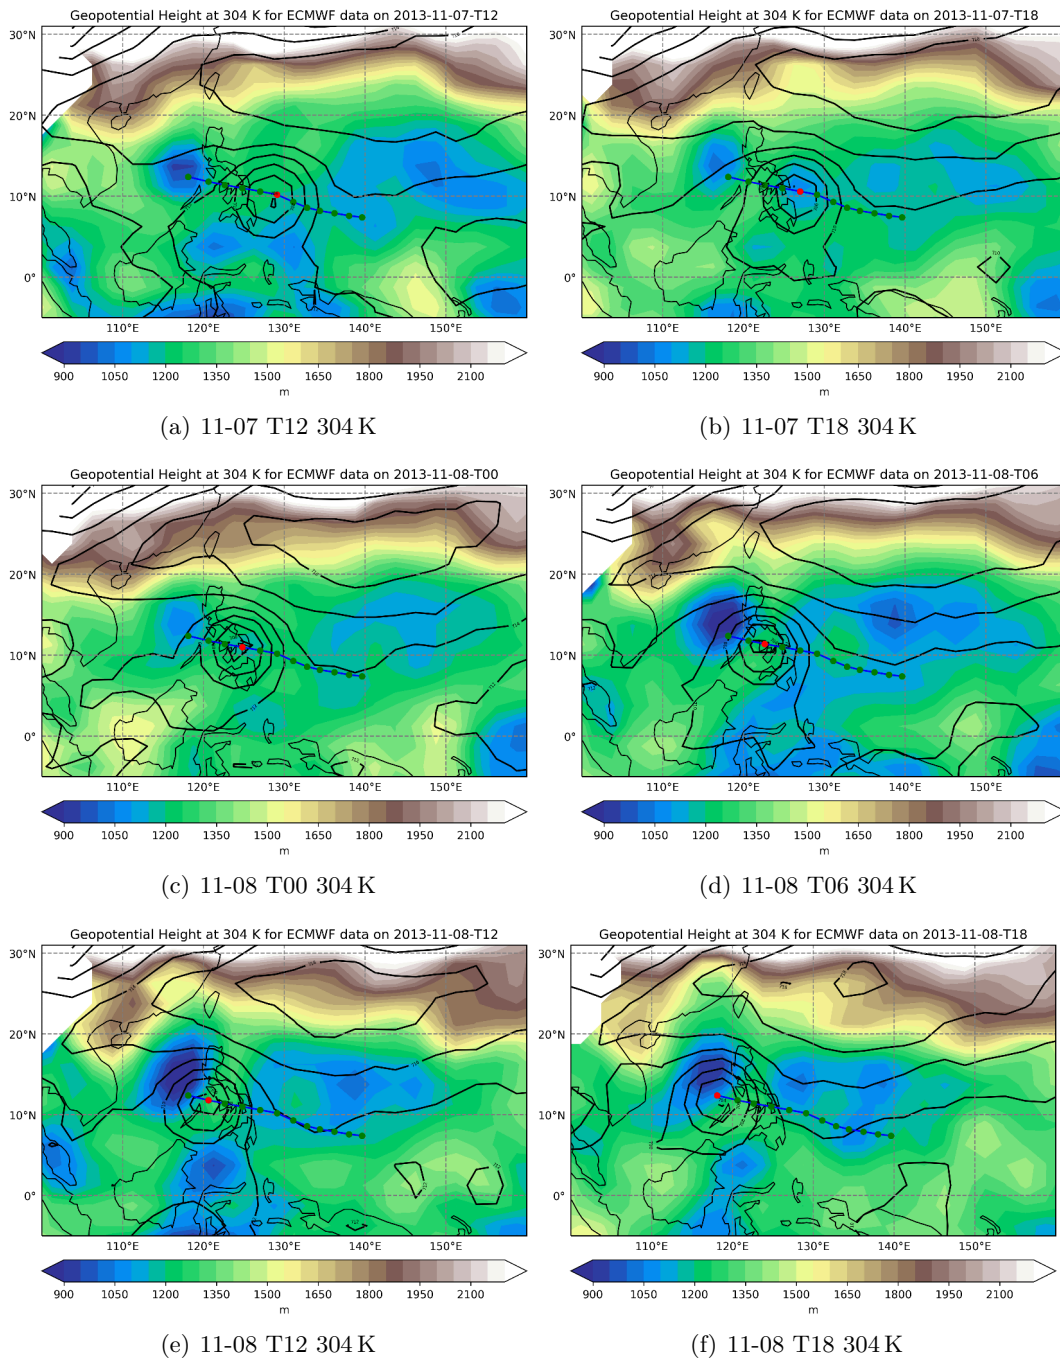 Geopotential Height at 304 K for ECMWF data on 2013-11-07-T12
Geopotential Height at 304 K for ECMWF data on 2013-11-07-T18
30°N
20°N
10°N
0°
110°E 120°E 130°E 140°E 150°E
900 1050 1200 1350 1500 1650 1800 1950 2100
m
30°N
20°N
10°N
0°
110°E 120°E 130°E 140°E 150°E
900 1050 1200 1350 1500 1650 1800 1950 2100
m
(a) 11-07 T12 304 K
(b) 11-07 T18 304 K
Geopotential Height at 304 K for ECMWF data on 2013-11-08-T00
Geopotential Height at 304 K for ECMWF data on 2013-11-08-T06
30°N
20°N
10°N
0°
110°E 120°E 130°E 140°E 150°E
900 1050 1200 1350 1500 1650 1800 1950 2100
m
30°N
20°N
10°N
0°
110°E 120°E 130°E 140°E 150°E
900 1050 1200 1350 1500 1650 1800 1950 2100
m
(c) 11-08 T00 304 K
(d) 11-08 T06 304 K
Geopotential Height at 304 K for ECMWF data on 2013-11-08-T12
Geopotential Height at 304 K for ECMWF data on 2013-11-08-T18
30°N
20°N
10°N
0°
110°E 120°E 130°E 140°E 150°E
900 1050 1200 1350 1500 1650 1800 1950 2100
m
30°N
20°N
10°N
0°
110°E 120°E 130°E 140°E 150°E
900 1050 1200 1350 1500 1650 1800 1950 2100
m
(e) 11-08 T12 304 K
(f) 11-08 T18 304 K